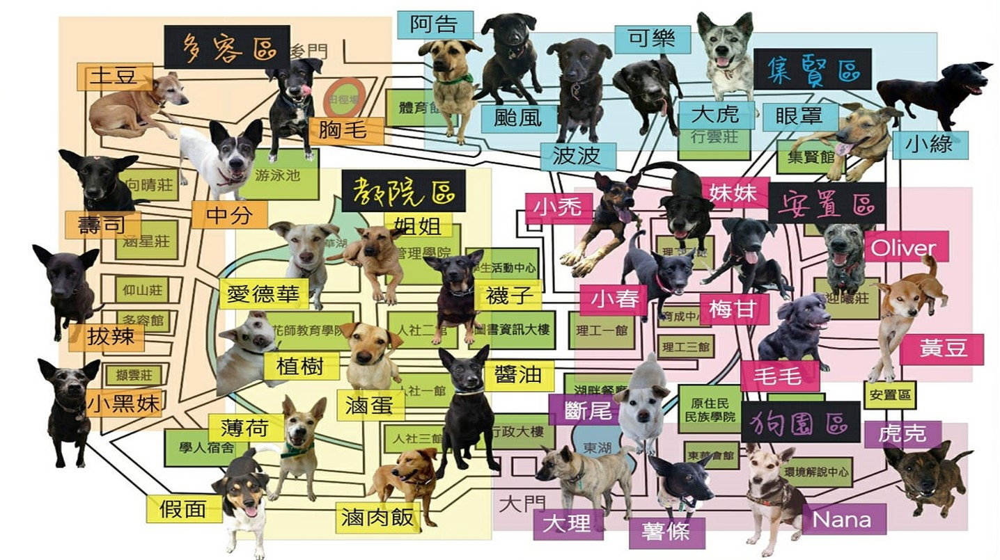 多容區
後門
土豆
胸毛
向晴莊
游泳池
壽司
中分
涵星莊
仰山莊
多容館
拔辣
擷雲莊
小黑妹
阿告
體育館
颱風
波波
可樂
大虎
行雲莊
集賢區
眼罩
集賢館
小綠
教院區
姐姐
華湖
管理學院
愛德華
襪子
生活動中心
花師教育學院
人社二館
圖書資訊大樓
植樹
滷蛋
醬油
人社一館
薄荷
學人宿舍
人社三館
行政大樓
假面
滷肉飯
小禿
妹妹
安置區
Oliver
小春
梅甘
迎曦莊
理工一館
育成中心
理工三館
黃豆
毛毛
安置區
湖畔餐廳
斷尾
原住民
民族學院
狗園區
虎克
東湖
東華會館
環境解說中心
大門
大理
薯條
Nana